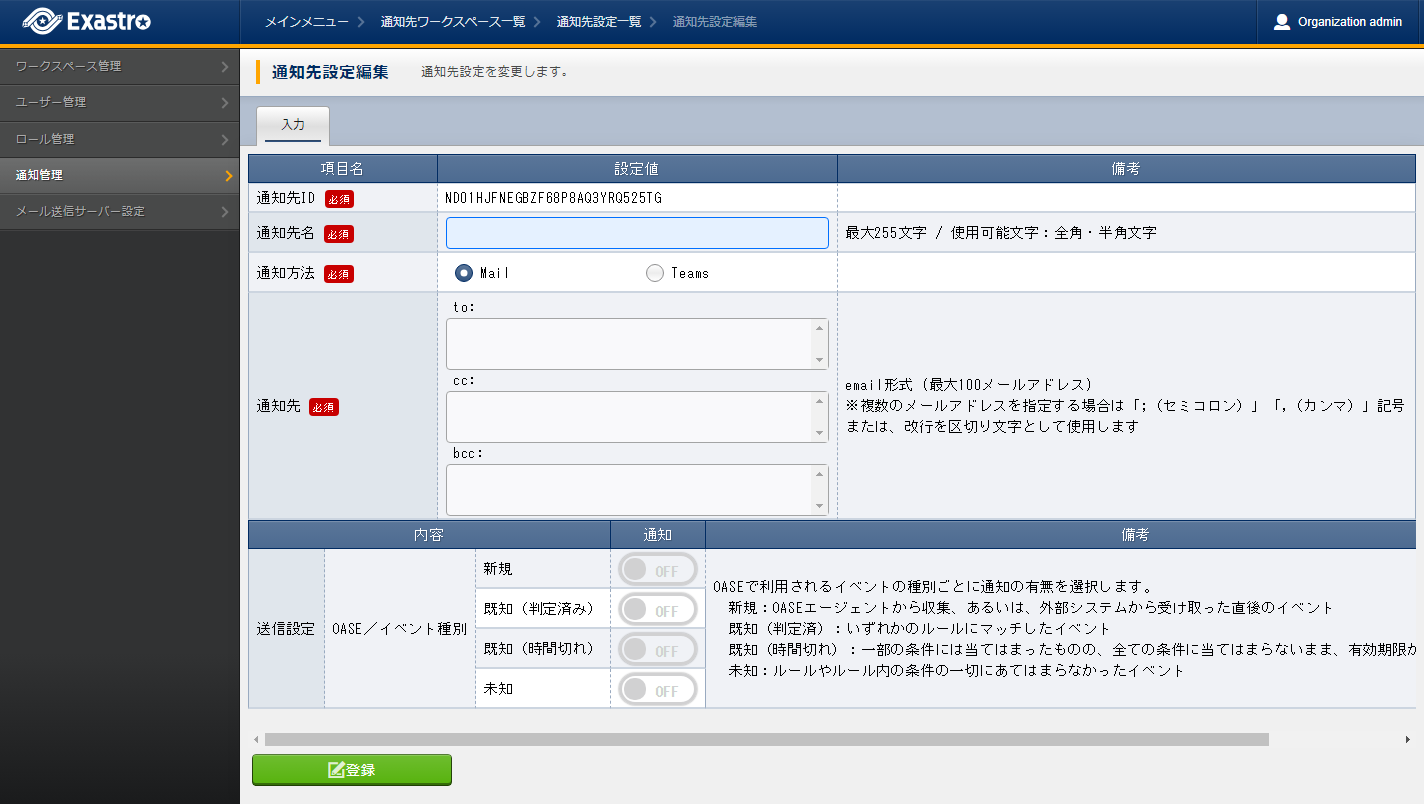 Exastro
メインメニュー
通知先ワークスペース一覧
通知先設定一覧
通知先設定編集
Organization admin
ワークスペース管理
ユーザー管理
ロール管理
通知管理
メール送信サーバー設定
通知先設定編集
通知先設定を変更します。
入力
項目名
設定値
備考
通知先ID 必須
ND01HJFNEGBZF68P8AQ3YRQ525TG
通知先名 必須
最大255文字 / 使用可能文字：全角・半角文字
通知方法 必須
Mail
Teams
通知先 必須
to:
cc:
bcc:
email形式 (最大100メールアドレス)
※複数のメールアドレスを指定する場合は「;（セミコロン）」「,（カンマ）」記号
または、改行を区切り文字として使用します
内容
通知
備考
送信設定
OASE／イベント種別
新規
OFF
既知（判定済み）
OFF
既知（時間切れ）
OFF
未知
OFF
OASEで利用されるイベントの種別ごとに通知の有無を選択します。
新規：OASEエージェントから収集、あるいは、外部システムから受け取った直後のイベント
既知（判定済）：いずれかのルールにマッチしたイベント
既知（時間切れ）：一部の条件には当てはまったものの、全ての条件に当てはまらないまま、有効期限か
未知：ルールやルール内の条件の一切にあてはまらなかったイベント
登録